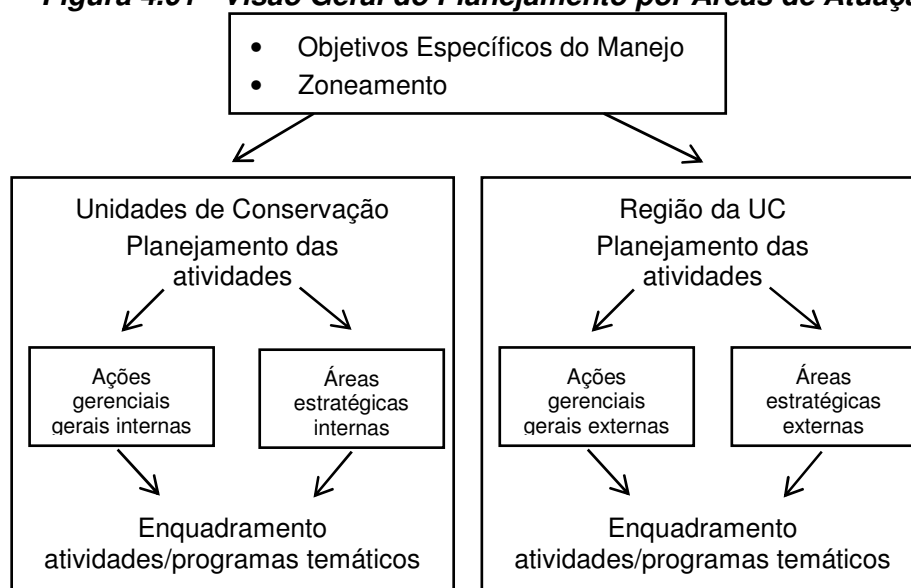 Figura 4.01 - Visão Geral do Planejamento por Áreas de
• Objetivos Específicos do Manejo
• Zoneamento
Unidades de Conservação
Planejamento das
atividades
Ações
gerenciais
gerais internas
Áreas
estratégicas
internas
Enquadramento
atividades/programas temáticos
Região da UC
Planejamento das
atividades
Ações
gerenciais
gerais externas
Áreas
estratégicas
externas
Enquadramento
atividades/programas temáticos